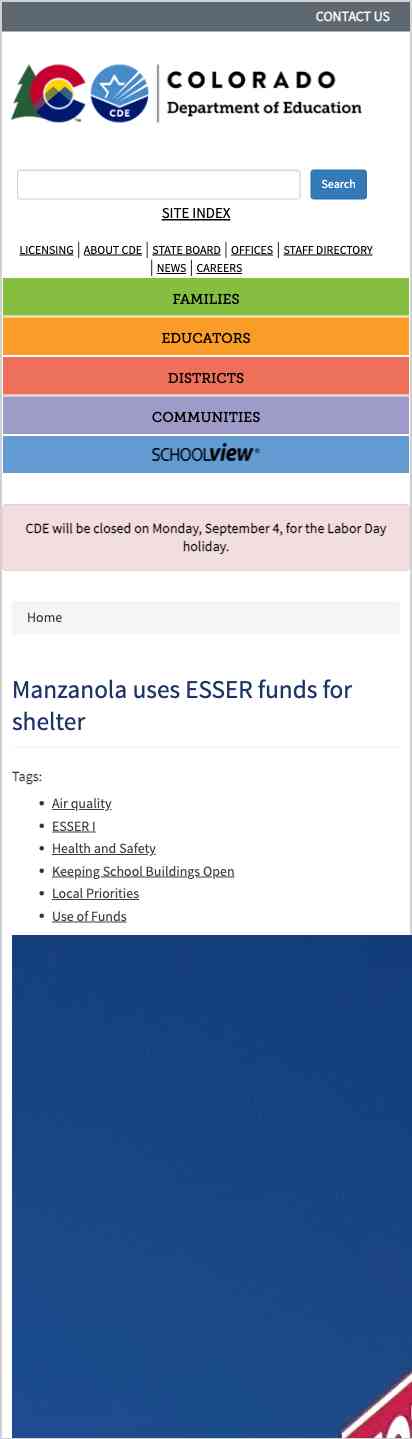 CONTACT US
COLORADO
Department of Education
CDE
Search
SITE INDEX
LICENSING | ABOUT CDE | STATE BOARD | OFFICES | STAFF DIRECTORY
| NEWS | CAREERS
FAMILIES
EDUCATORS
DISTRICTS
COMMUNITIES
SCHOOLVIEW®
CDE will be closed on Monday, September 4, for the Labor Day
holiday.
Home
Manzanola uses ESSER funds for
shelter
Tags:
• Air quality
• ESSER I
• Health and Safety
• Keeping School Buildings Open
• Local Priorities
• Use of Funds